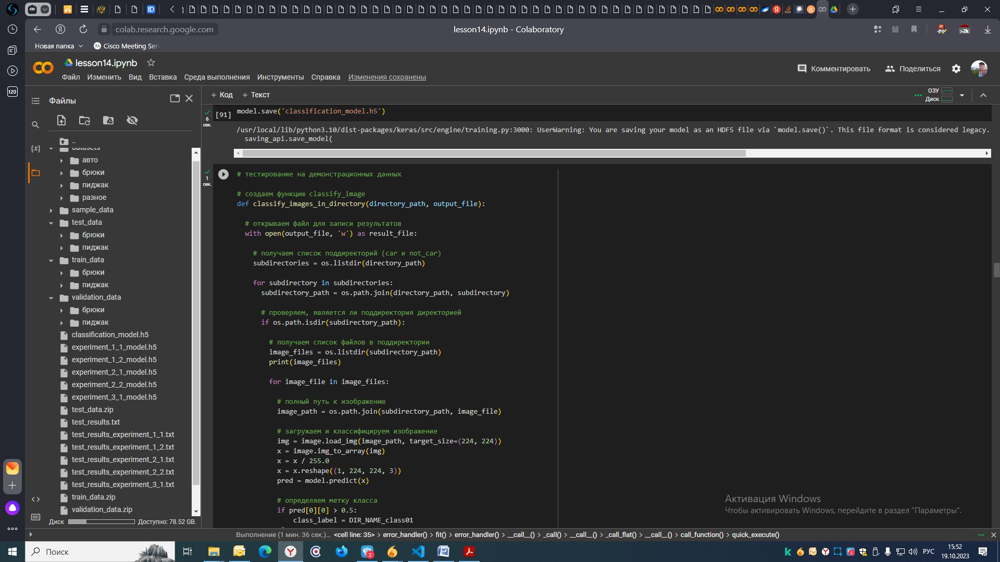 colab.research.google.com
lesson14.ipynb - Colaboratory
>2k
Новая папка
Cisco Meeting Ser
120
lesson14.ipynb
Комментировать
Поделиться
Файл Изменить Вид Вставка Среда выполнения Инструменты Справка Изменения сохранены
Файлы
+ Код + Текст
ОЗУ
Диск
..
datasets
авто
брюки
пиджак
разное
sample_data
test_data
брюки
пиджак
train_data
брюки
пиджак
validation_data
брюки
пиджак
classification_model.h5
experiment_1_1_model.h5
experiment_1_2_model.h5
experiment_2_1_model.h5
experiment_2_2_model.h5
experiment_3_1_model.h5
test_data.zip
test_results.txt
test_results_experiment_1_1.txt
test_results_experiment_1_2.txt
test_results_experiment_2_1.txt
test_results_experiment_2_2.txt
test_results_experiment_3_1.txt
train_data.zip
validation_data.zip
Диск Доступно: 78.52 GB.
6 сек.
[91]
model.save('classification_model.h5')
/usr/local/lib/python3.10/dist-packages/keras/src/engine/training.py:3000: UserWarning: You are saving your model as an HDF5 file via `model.save()`. This file format is considered legacy.
saving_api.save_model(
1 сек.
# тестирование на демонстрационных данных
# создаем функцию classify_image
def classify_images_in_directory(directory_path, output_file):
# открываем файл для записи результатов
with open(output_file, 'w') as result_file:
# получаем список поддиректорий (car и not_car)
subdirectories = os.listdir(directory_path)
for subdirectory in subdirectories:
subdirectory_path = os.path.join(directory_path, subdirectory)
# проверяем, является ли поддиректория директорией
if os.path.isdir(subdirectory_path):
# получаем список файлов в поддиректории
image_files = os.listdir(subdirectory_path)
print(image_files)
for image_file in image_files:
# полный путь к изображению
image_path = os.path.join(subdirectory_path, image_file)
# загружаем и классифицируем изображение
img = image.load_img(image_path, target_size=(224, 224))
x = image.img_to_array(img)
x = x / 255.0
x = x.reshape((1, 224, 224, 3))
pred = model.predict(x)
# определяем метку класса
if pred[0][0] > 0.5:
class_label = DIR_NAME_class01
Активация Windows
Чтобы активировать Windows, перейдите в раздел "Параметры".
Выполнение (1 мин. 36 сек.)... <cell line: 35> > error_handler() > fit() > error_handler() > __call__() > _call() > __call__() > _call_flat() > __call__() > call_function() > quick_execute()
Поиск
РУС
15:52
19.10.2023